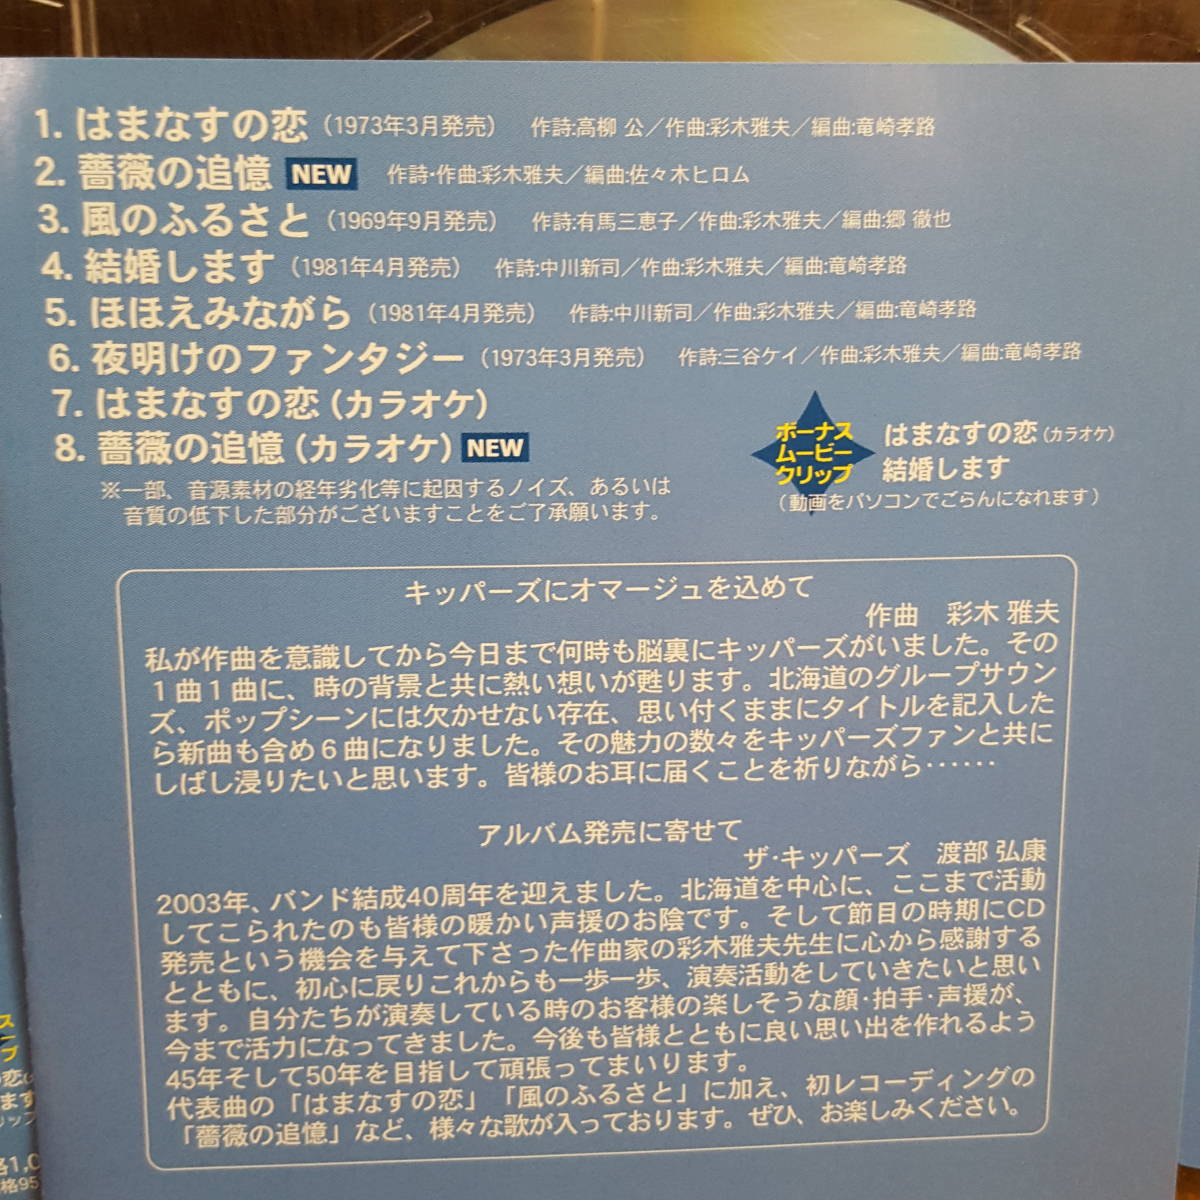 1. はまなすの恋（1973年3月発売） 作詩:高柳 公／作曲:彩木雅夫／編曲:竜崎孝路
2. 薔薇の追憶 NEW 作詩・作曲:彩木雅夫／編曲:佐々木ヒロム
3. 風のふるさと（1969年9月発売） 作詩:有馬三恵子／作曲:彩木雅夫／編曲:郷 徹也
4. 結婚します（1981年4月発売） 作詩:中川新司／作曲:彩木雅夫／編曲:竜崎孝路
5. ほほえみながら（1981年4月発売） 作詩:中川新司／作曲:彩木雅夫／編曲:竜崎孝路
6. 夜明けのファンタジー（1973年3月発売） 作詩:三谷ケイ／作曲:彩木雅夫／編曲:竜崎孝路
7. はまなすの恋（カラオケ）
8. 薔薇の追憶（カラオケ） NEW
※一部、音源素材の経年劣化等に起因するノイズ、あるいは
音質の低下した部分がございますことをご了承願います。
ボーナス
ムービー
クリップ
はまなすの恋（カラオケ）
結婚します
（動画をパソコンでごらんになれます）
キッパーズにオマージュを込めて
作曲 彩木 雅夫
私が作曲を意識してから今日まで何時も脳裏にキッパーズがいました。その
1曲1曲に、時の背景と共に熱い想いが甦ります。北海道のグループサウン
ズ、ポップシーンには欠かせない存在、思い付くままにタイトルを記入した
ら新曲も含め6曲になりました。その魅力の数々をキッパーズファンと共に
しばし浸りたいと思います。皆様のお耳に届くことを祈りながら……
アルバム発売に寄せて
ザ・キッパーズ 渡部 弘康
2003年、バンド結成40周年を迎えました。北海道を中心に、ここまで活動
してこられたのも皆様の暖かい声援のお陰です。そして節目の時期にCD
発売という機会を与えて下さった作曲家の彩木雅夫先生に心から感謝する
とともに、初心に戻りこれからも一歩一歩、演奏活動をしていきたいと思い
ます。自分たちが演奏している時のお客様の楽しそうな顔・拍手・声援が、
今まで活力になってきました。今後も皆様とともに良い思い出を作れるよう
45年そして50年を目指して頑張ってまいります。
代表曲の「はまなすの恋」「風のふるさと」に加え、初レコーディングの
「薔薇の追憶」など、様々な歌が入っております。ぜひ、お楽しみください。
ス
プ
の恋
ます
リップ
格1,0
格95